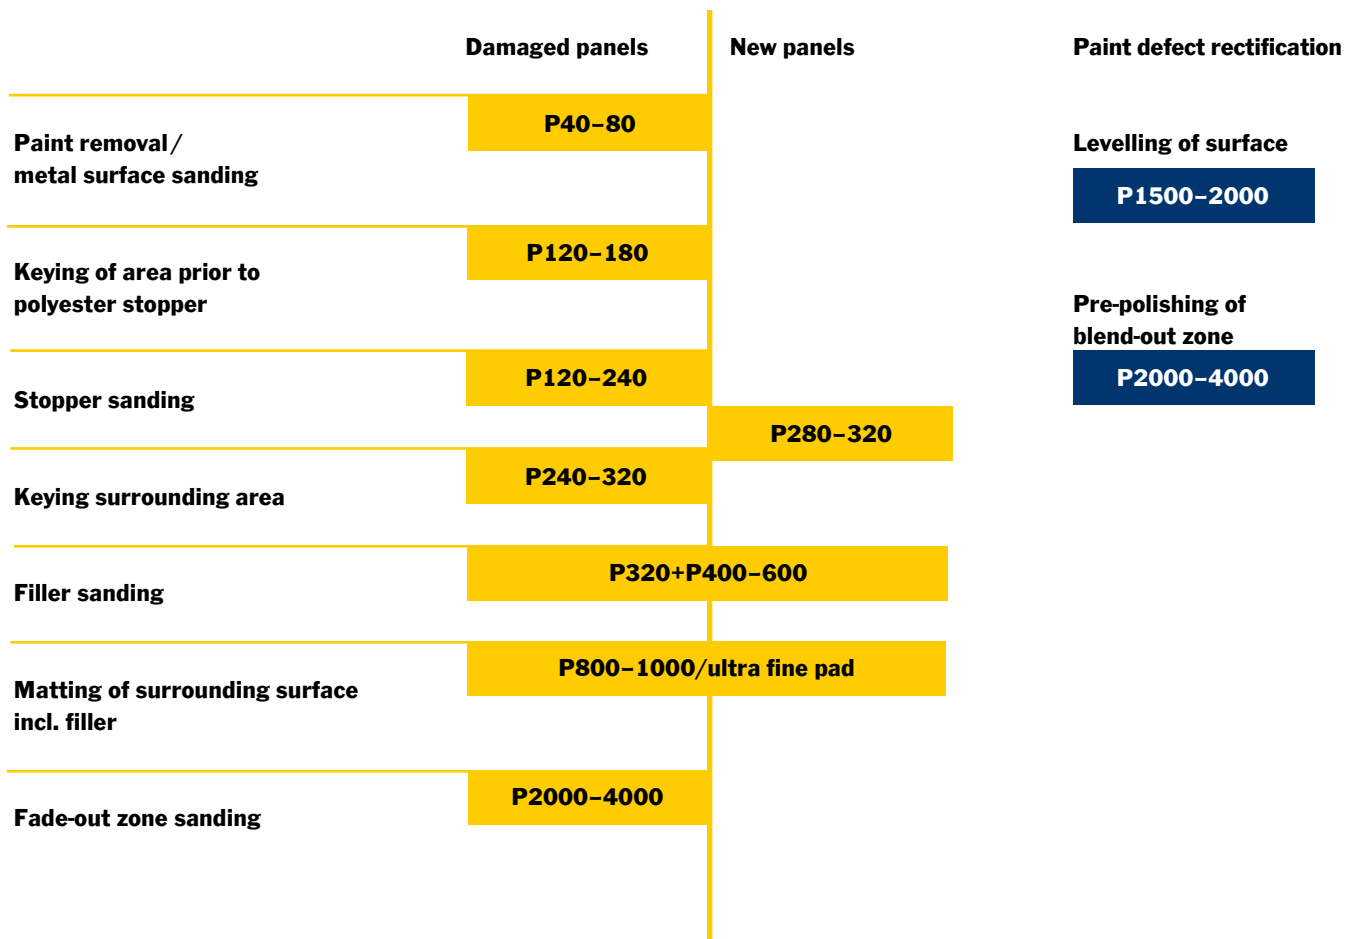 Damaged panels
New panels
Paint defect rectification
P40–80
Paint removal/
metal surface sanding
Levelling of surface
P1500–2000
P120–180
Keying of area prior to
polyester stopper
Pre-polishing of
blend-out zone
P2000–4000
P120–240
Stopper sanding
P280–320
P240–320
Keying surrounding area
P320+P400–600
Filler sanding
P800–1000/ultra fine pad
Matting of surrounding surface
incl. filler
P2000–4000
Fade-out zone sanding